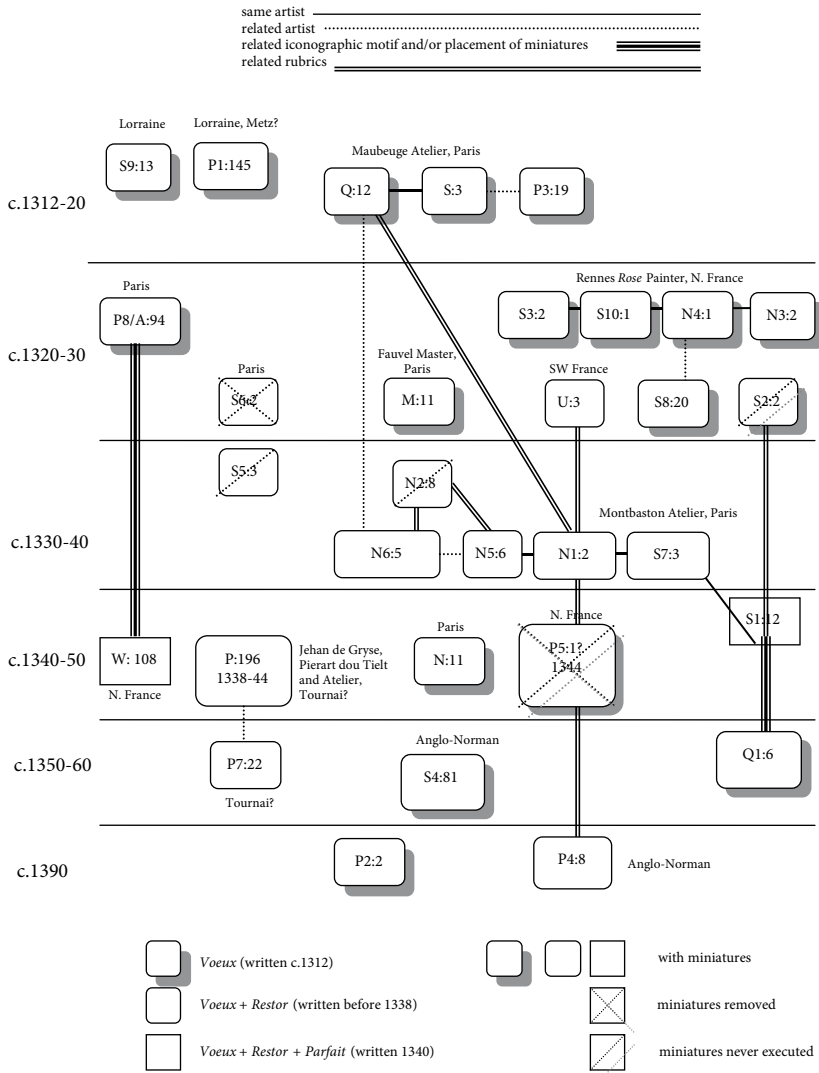 same artist
related artist
related iconographic motif and/or placement of miniatures
related rubrics
Lorraine
Lorraine, Metz?
Maubeuge Atelier, Paris
S9:13
P1:145
Q:12
S:3
P3:19
c.1312-20
Paris
Rennes Rose Painter, N. France
P8/A:94
S3:2
S10:1
N4:1
N3:2
c.1320-30
Paris
Fauvel Master,
Paris
SW France
M:11
U:3
S8:20
S2:2
S5:3
N2:8
Montbaston Atelier, Paris
c.1330-40
N6:5
N5:6
N1:2
S7:3
N. France
S1:12
c.1340-50
W: 108
N. France
P:196
1338-44
Jehan de Gryse,
Pierart dou Tielt
and Atelier,
Tournai?
Paris
N:11
P5:1?
1344
c.1350-60
P7:22
Tournai?
Anglo-Norman
S4:81
Q1:6
c.1390
P2:2
P4:8
Anglo-Norman
Voeux (written c.1312)
with miniatures
Voeux + Restor (written before 1338)
miniatures removed
Voeux + Restor + Parfait (written 1340)
miniatures never executed